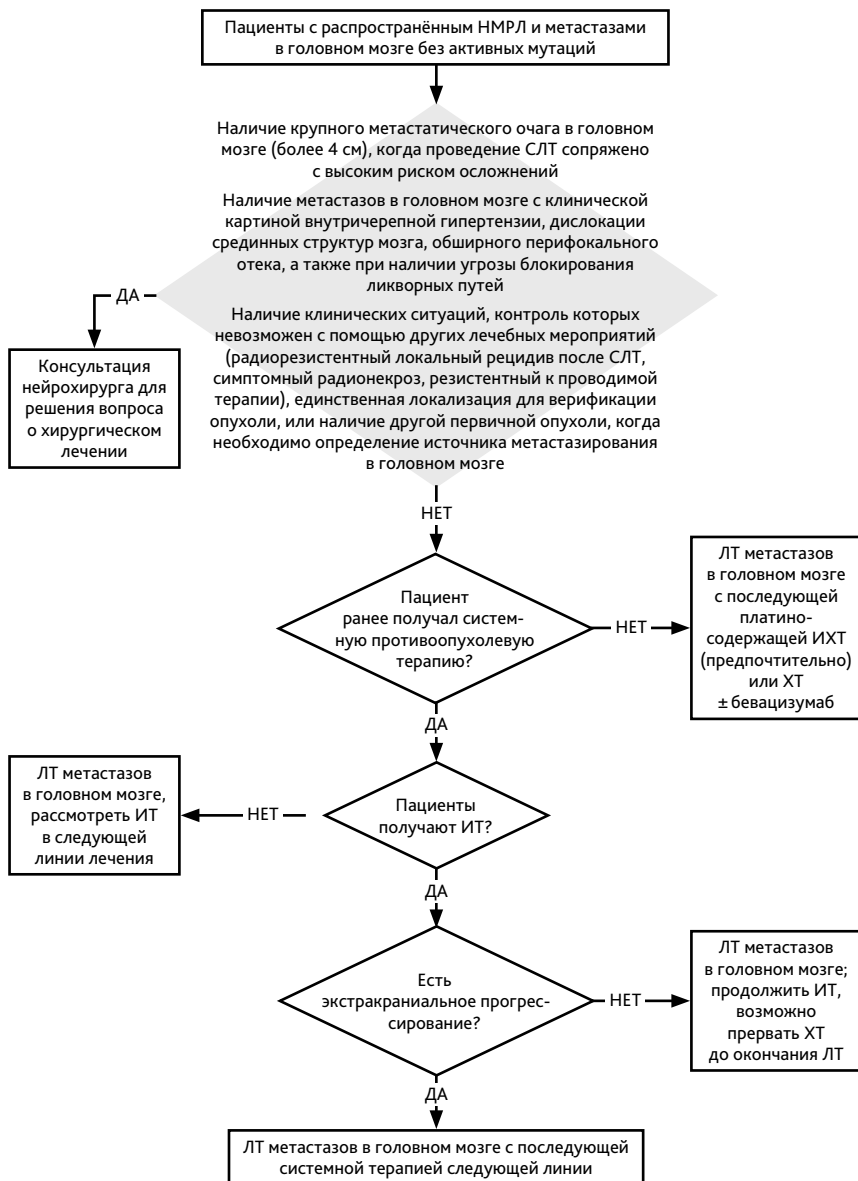 Пациенты с распространённым НМРЛ и метастазами
в головном мозге без активных мутаций
Наличие крупного метастатического очага в головном
мозге (более 4 см), когда проведение СЛТ сопряжено
с высоким риском осложнений
Наличие метастазов в головном мозге с клинической
картиной внутричерепной гипертензии, дислокации
срединных структур мозга, обширного перифокального
отека, а также при наличии угрозы блокирования
ликворных путей
Наличие клинических ситуаций, контроль которых
невозможен с помощью других лечебных мероприятий
(радиорезистентный локальный рецидив после СЛТ,
симптомный радионекроз, резистентный к проводимой
терапии), единственная локализация для верификации
опухоли, или наличие другой первичной опухоли, когда
необходимо определение источника метастазирования
в головном мозге
ДА
Консультация
нейрохирурга для
решения вопроса
о хирургическом
лечении
НЕТ
Пациент
ранее получал систем-
ную противоопухолевую
терапию?
НЕТ
ЛТ метастазов
в головном мозге
с последующей
платино-
содержащей ИХТ
(предпочтительно)
или ХТ
± бевацизумаб
ДА
Пациенты
получают ИТ?
НЕТ
ЛТ метастазов
в головном мозге,
рассмотреть ИТ
в следующей
линии лечения
ДА
Есть
экстракраниальное прогрес-
сирование?
НЕТ
ЛТ метастазов
в головном мозге;
продолжить ИТ,
возможно
прервать ХТ
до окончания ЛТ
ДА
ЛТ метастазов в головном мозге с последующей
системной терапией следующей линии